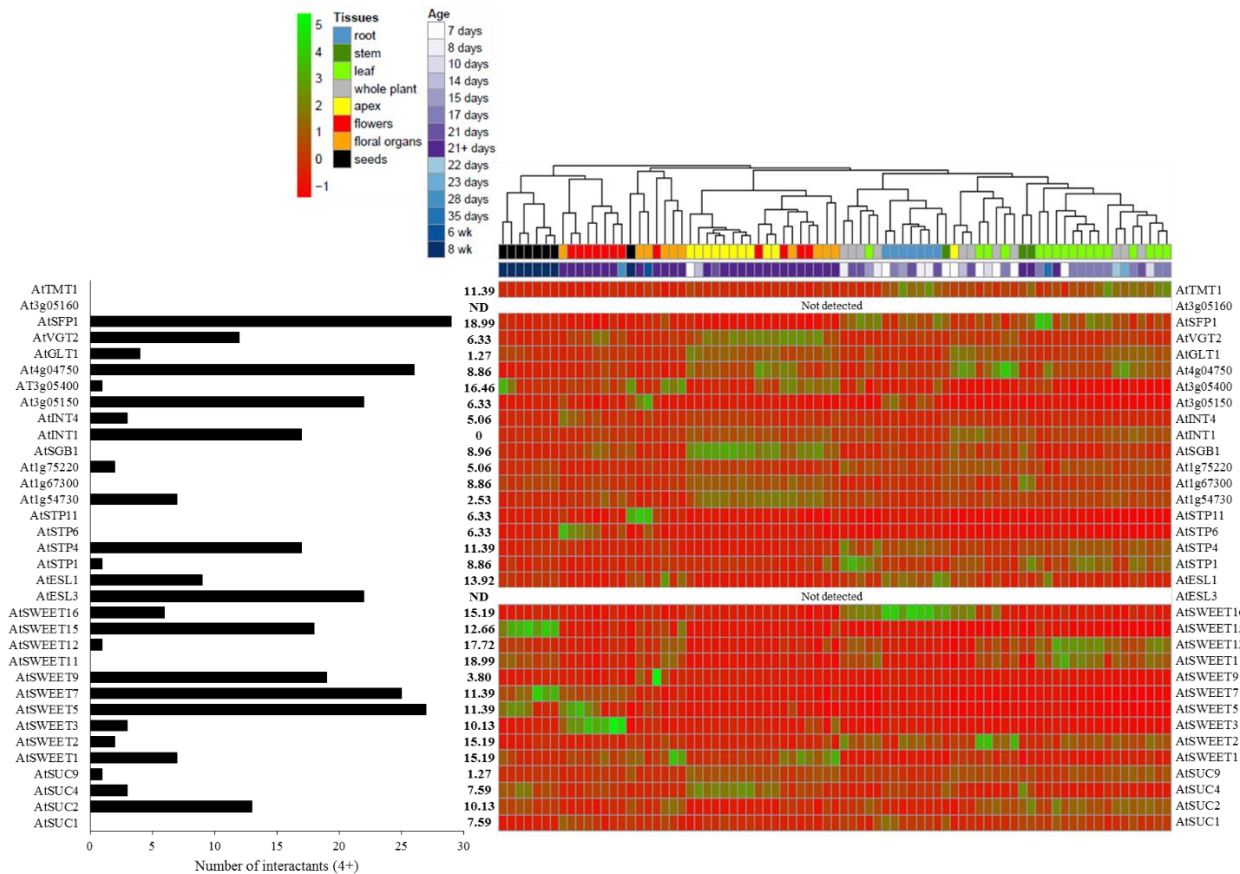 Tissues
root
stem
leaf
whole plant
apex
flowers
floral organs
seeds
5
4
3
2
1
0
−1
Age
7 days
8 days
10 days
14 days
15 days
17 days
21 days
21+ days
22 days
23 days
28 days
35 days
6 wk
8 wk
AtTMT1 11.39 AtTMT1
At3g05160 ND Not detected At3g05160
AtSFP1 18.99 AtSFP1
AtVGT2 6.33 AtVGT2
AtGLT1 1.27 AtGLT1
At4g04750 8.86 At4g04750
AT3g05400 16.46 At3g05400
At3g05150 6.33 At3g05150
AtINT4 5.06 AtINT4
AtINT1 0 AtINT1
AtSGB1 8.96 AtSGB1
At1g75220 5.06 At1g75220
At1g67300 8.86 At1g67300
At1g54730 2.53 At1g54730
AtSTP11 6.33 AtSTP11
AtSTP6 6.33 AtSTP6
AtSTP4 11.39 AtSTP4
AtSTP1 8.86 AtSTP1
AtESL1 13.92 AtESL1
AtESL3 ND Not detected AtESL3
AtSWEET16 15.19 AtSWEET16
AtSWEET15 12.66 AtSWEET1
AtSWEET12 17.72 AtSWEET1
AtSWEET11 18.99 AtSWEET1
AtSWEET9 3.80 AtSWEET9
AtSWEET7 11.39 AtSWEET7
AtSWEET5 11.39 AtSWEET5
AtSWEET3 10.13 AtSWEET3
AtSWEET2 15.19 AtSWEET2
AtSWEET1 15.19 AtSWEET1
AtSUC9 1.27 AtSUC9
AtSUC4 7.59 AtSUC4
AtSUC2 10.13 AtSUC2
AtSUC1 7.59 AtSUC1
0 5 10 15 20 25 30
Number of interactants (4+)